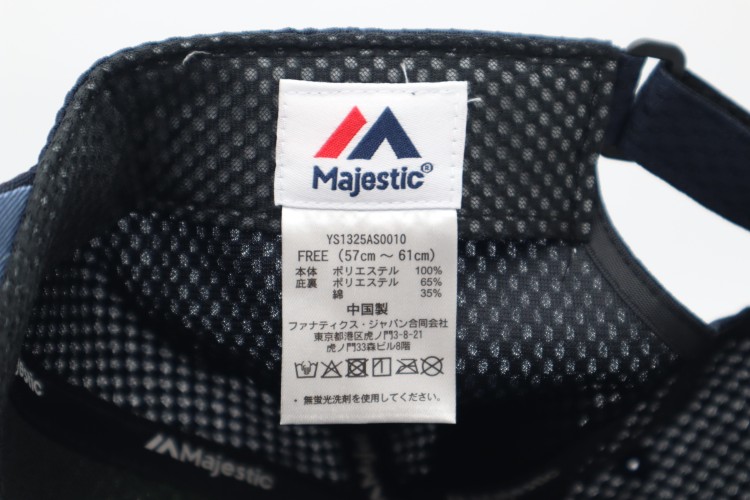 Majestic®
YS1325AS0010
FREE (57cm ～ 61cm)
本体 ポリエステル 100%
庇裏 ポリエステル 65%
綿 35%
中国製
ファナティクス・ジャパン合同会社
東京都港区虎ノ門3-8-21
虎ノ門33森ビル8階
* 無蛍光洗剤を使用してください。
estic
Majestic